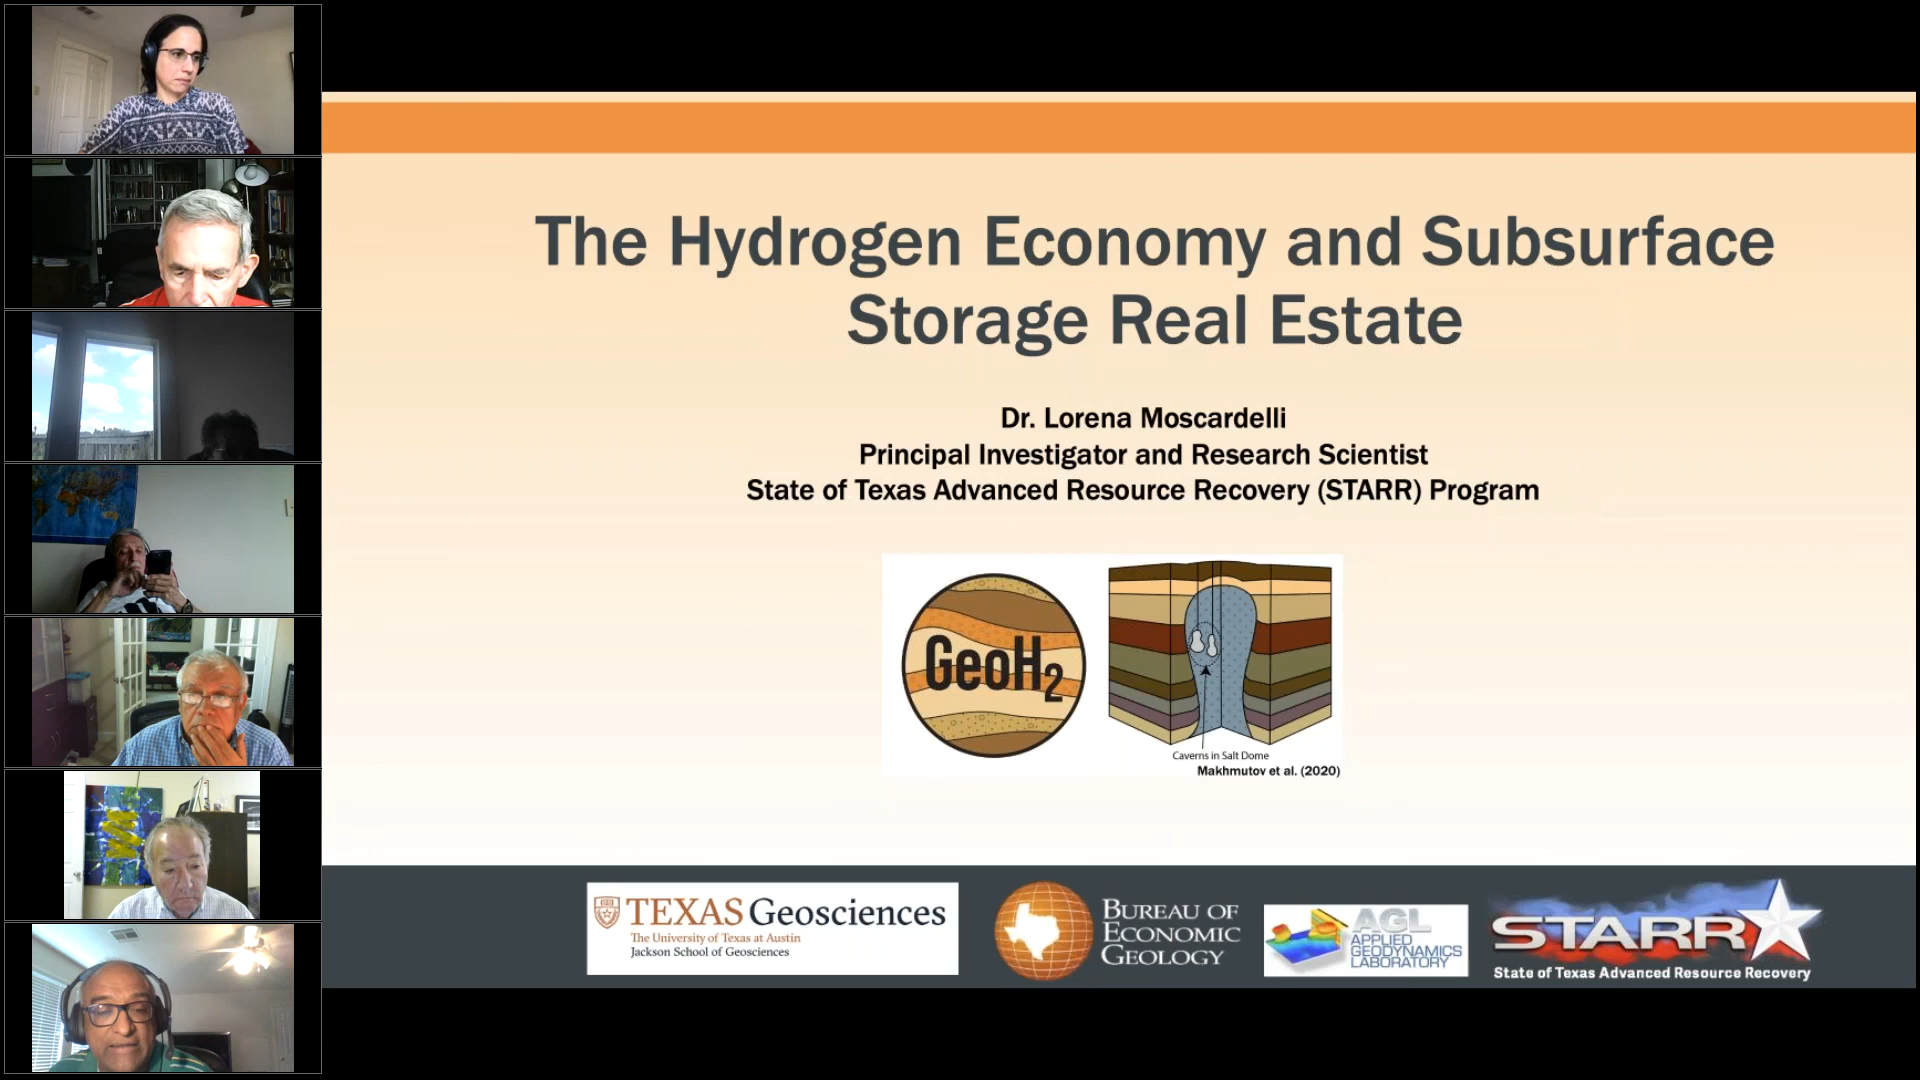 The Hydrogen Economy and Subsurface
Storage Real Estate
Dr. Lorena Moscardelli
Principal Investigator and Research Scientist
State of Texas Advanced Resource Recovery (STARR) Program
GeoH2
Caverns in Salt Dome
Makhmutov et al. (2020)
TEXAS Geosciences
The University of Texas at Austin
Jackson School of Geosciences
BUREAU OF
ECONOMIC
GEOLOGY
AGL
APPLIED
GEODYNAMICS
LABORATORY
STARR
State of Texas Advanced Resource Recovery